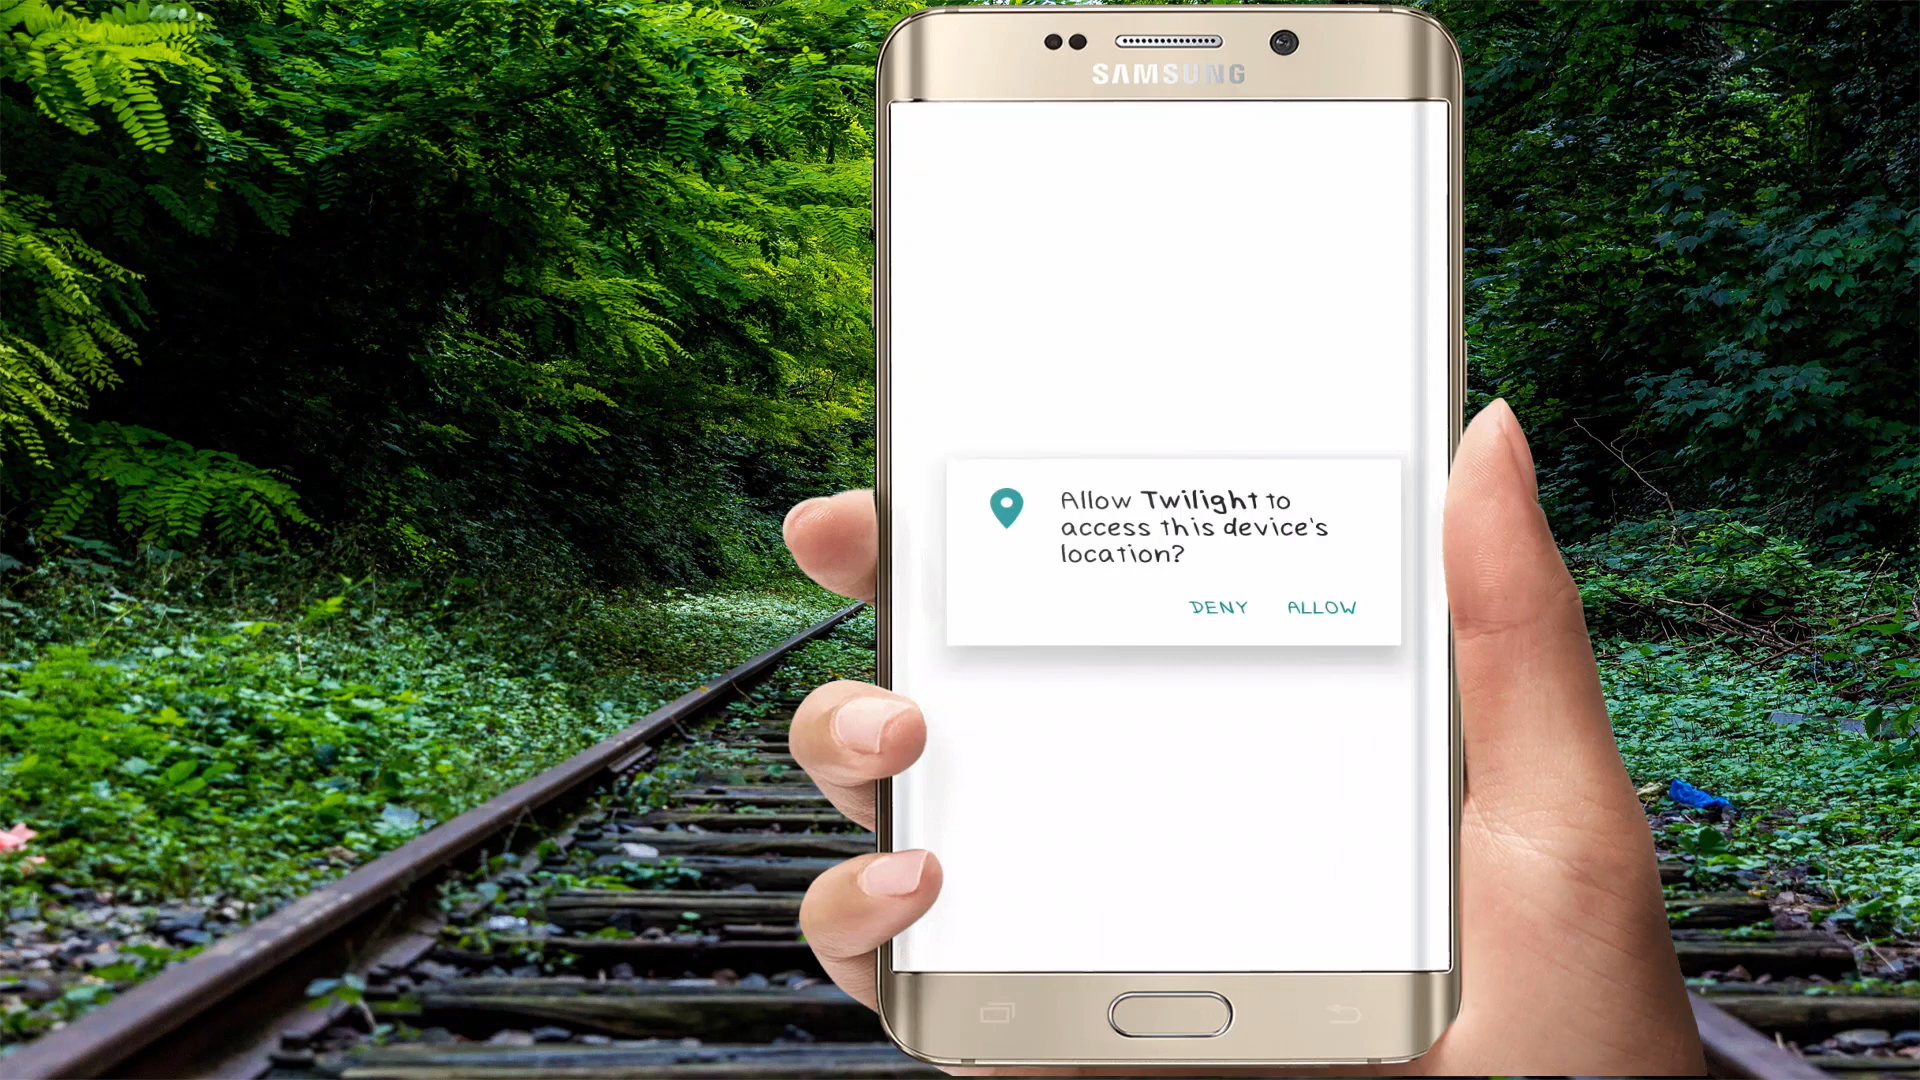 SAMSUNG
Allow Twilight to
access this device's
location?
DENY ALLOW